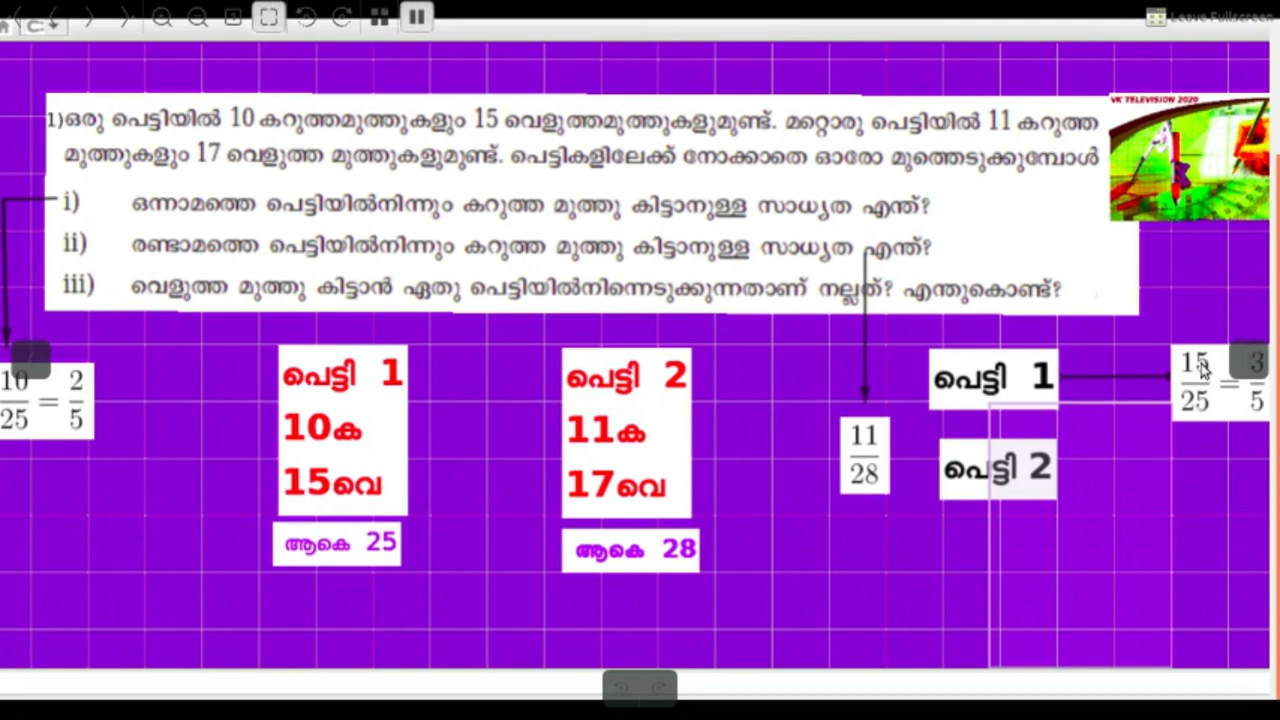 Leave Fullscreen
VK TELEVISION 2020
1)ഒരു പെട്ടിയിൽ 10 കറുത്തമുത്തുകളും 15 വെളുത്തമുത്തുകളുമുണ്ട്. മറ്റൊരു പെട്ടിയിൽ 11 കറുത്ത
മുത്തുകളും 17 വെളുത്ത മുത്തുകളുമുണ്ട്. പെട്ടികളിലേക്ക് നോക്കാതെ ഓരോ മുത്തെടുക്കുമ്പോൾ
i) ഒന്നാമത്തെ പെട്ടിയിൽനിന്നും കറുത്ത മുത്തു കിട്ടാനുള്ള സാധ്യത എന്ത്?
ii) രണ്ടാമത്തെ പെട്ടിയിൽനിന്നും കറുത്ത മുത്തു കിട്ടാനുള്ള സാധ്യത എന്ത്?
iii) വെളുത്ത മുത്തു കിട്ടാൻ ഏതു പെട്ടിയിൽനിന്നെടുക്കുന്നതാണ് നല്ലത്? എന്തുകൊണ്ട്?
10/25 = 2/5
പെട്ടി 1
10ക
15വെ
ആകെ 25
പെട്ടി 2
11ക
17വെ
ആകെ 28
11/28
പെട്ടി 1
15/25 = 3/5
പെട്ടി 2